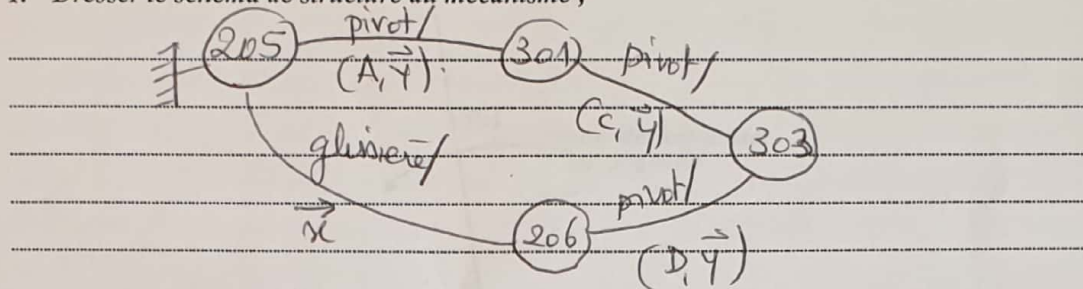 1. Dresser le schéma de structure du mécanisme ;
205 pivot/ 301 pivot/
(A, y⃗).
(C, y⃗) 303
glissière/
pivot/
x⃗ 206
(D, y⃗)